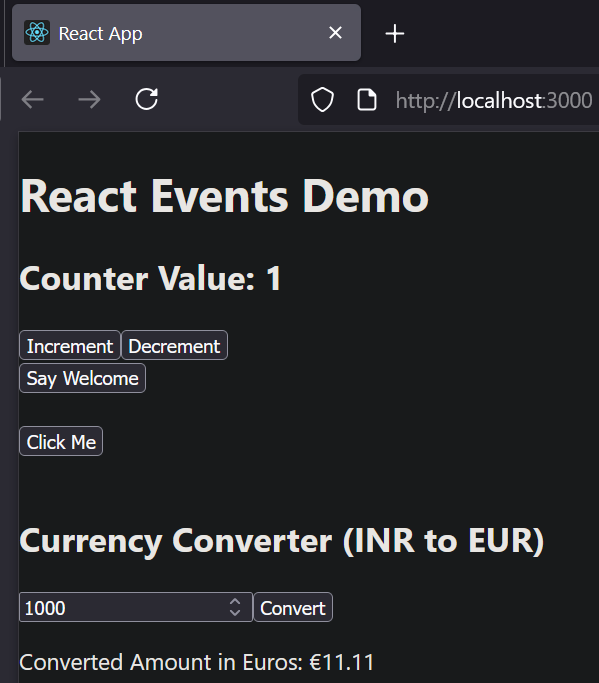 React App
http://localhost:3000
React Events Demo
Counter Value: 1
Increment Decrement
Say Welcome
Click Me
Currency Converter (INR to EUR)
1000 Convert
Converted Amount in Euros: €11.11